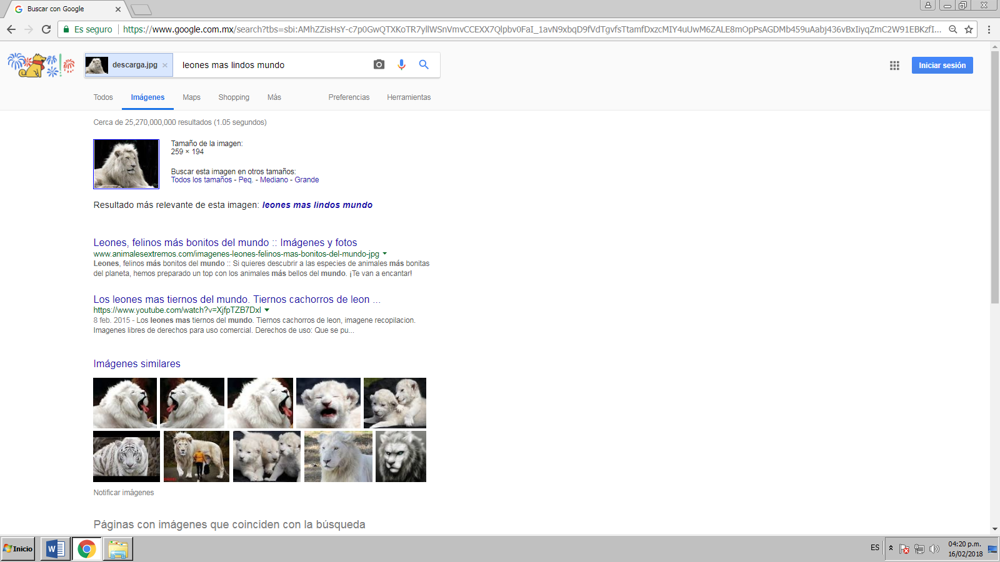 Buscar con Google
Es seguro
https://www.google.com.mx/search?tbs=sbi:AMhZZisHsY-c7p0GwQTXKoTR7yllWSnVmvCCEXX7Qlpbv0FaI_1avN9xbqD9fVdTgvfsTtamfDxzcMIY4uUwM6ZALE8mOpPsAGDMb459uAabj436vBxIiyqZmC2W91EBKzfI...
descarga.jpg
leones mas lindos mundo
Iniciar sesión
Todos
Imágenes
Maps
Shopping
Más
Preferencias
Herramientas
Cerca de 25,270,000,000 resultados (1.05 segundos)
Tamaño de la imagen:
259 × 194
Buscar esta imagen en otros tamaños:
Todos los tamaños - Peq. - Mediano - Grande
Resultado más relevante de esta imagen: leones mas lindos mundo
Leones, felinos más bonitos del mundo :: Imágenes y fotos
www.animalesextremos.com/imagenes-leones-felinos-mas-bonitos-del-mundo-jpg
Leones, felinos más bonitos del mundo :: Si quieres descubrir a las especies de animales más bonitas
del planeta, hemos preparado un top con los animales más bellos del mundo. ¡Te van a encantar!
Los leones mas tiernos del mundo. Tiernos cachorros de leon ...
https://www.youtube.com/watch?v=XjfpTZB7DxI
8 feb. 2015 - Los leones mas tiernos del mundo. Tiernos cachorros de leon, imagene recopilacion.
Imagenes libres de derechos para uso comercial. Derechos de uso: Que se pu...
Imágenes similares
Notificar imágenes
Páginas con imágenes que coinciden con la búsqueda
Inicio
ES
04:20 p.m.
16/02/2018